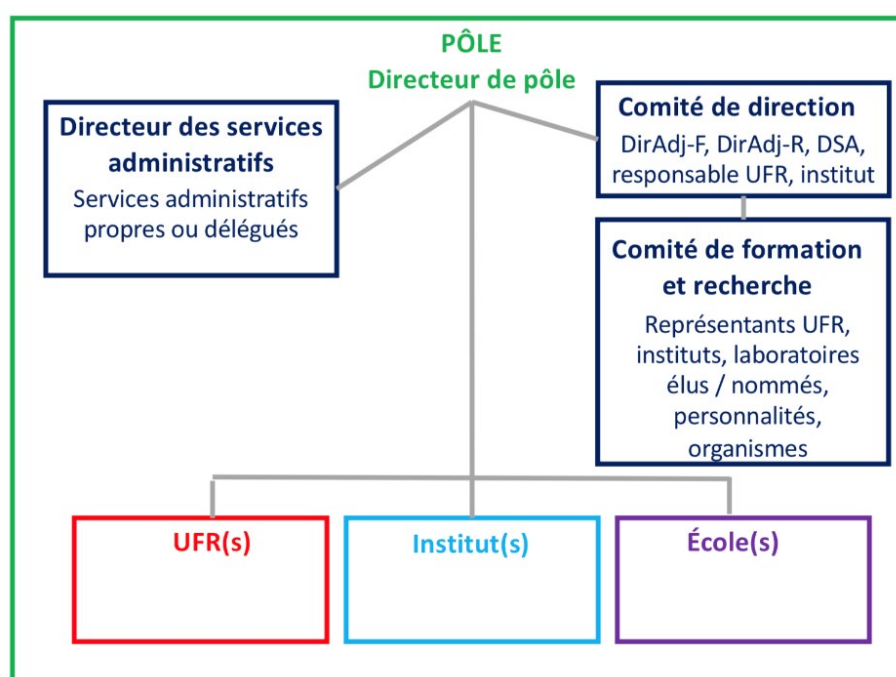 PÔLE
Directeur de pôle
Directeur des services
administratifs
Services administratifs
propres ou délégués
Comité de direction
DirAdj-F, DirAdj-R, DSA,
responsable UFR, institut
Comité de formation
et recherche
Représentants UFR,
instituts, laboratoires
élus / nommés,
personnalités,
organismes
UFR(s)
Institut(s)
École(s)